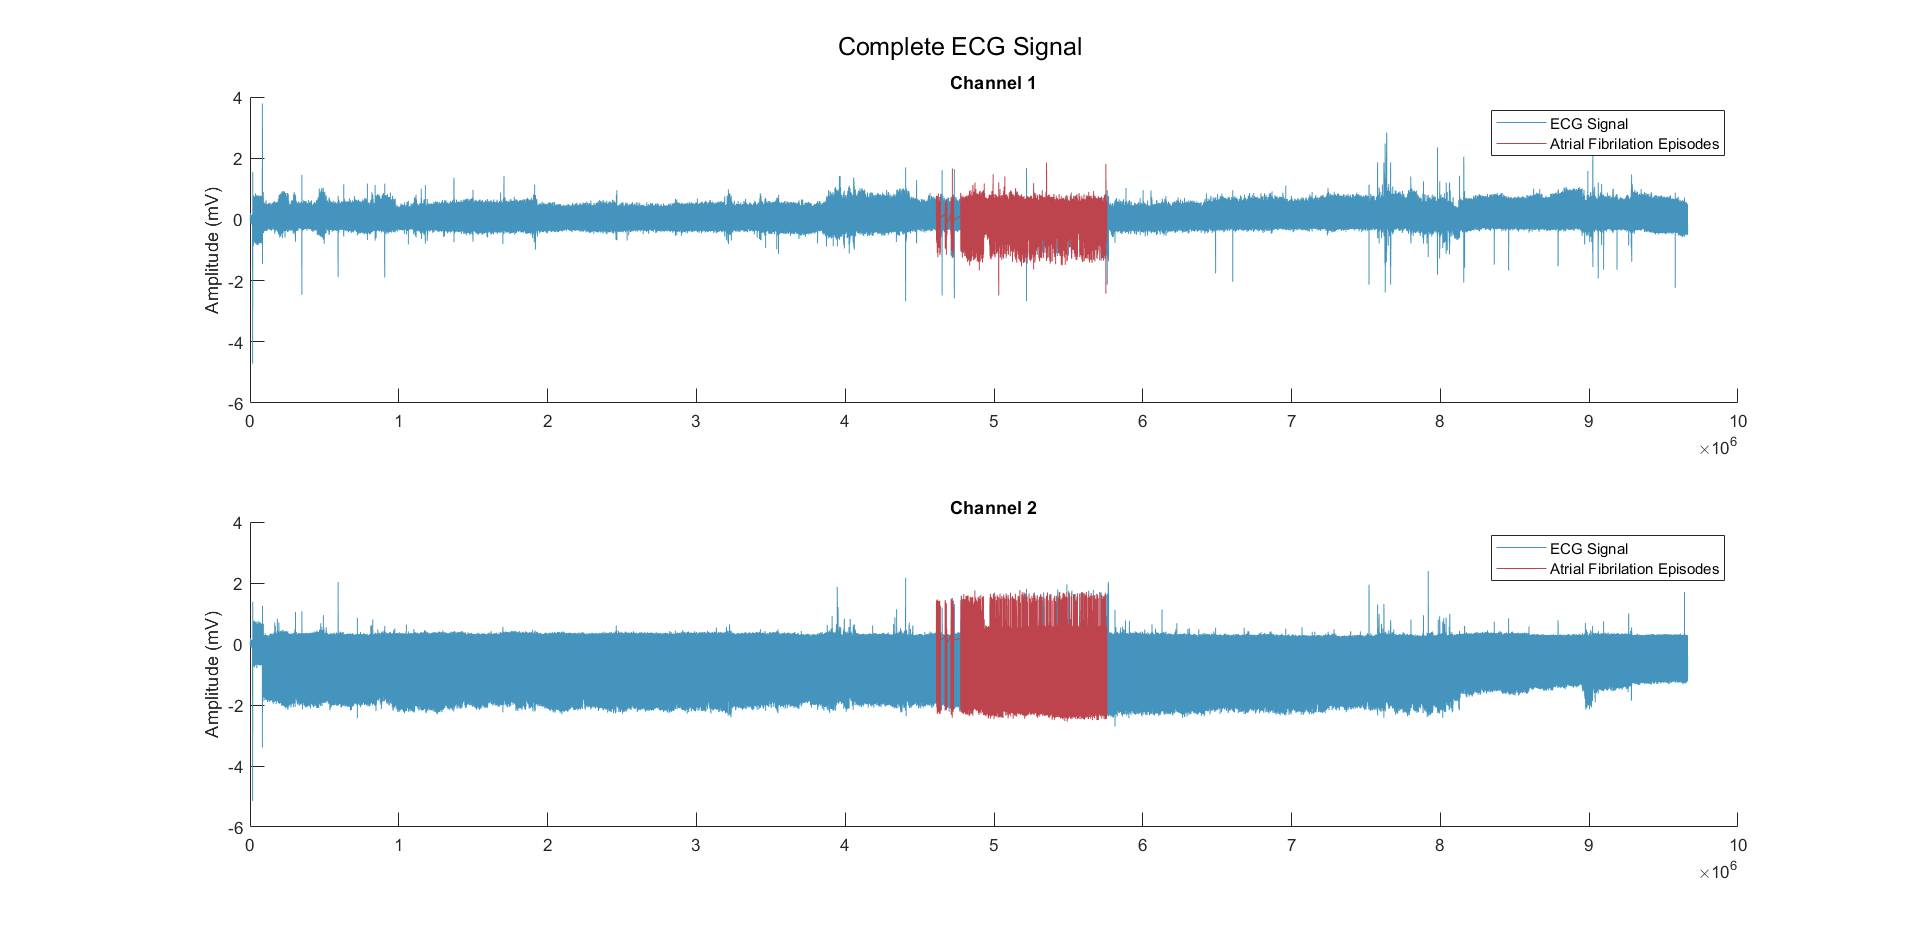 Complete ECG Signal
Channel 1
4
2
0
-2
-4
-6
Amplitude (mV)
ECG Signal
Atrial Fibrilation Episodes
0 1 2 3 4 5 6 7 8 9 10
×10^6
Channel 2
4
2
0
-2
-4
-6
Amplitude (mV)
ECG Signal
Atrial Fibrilation Episodes
0 1 2 3 4 5 6 7 8 9 10
×10^6